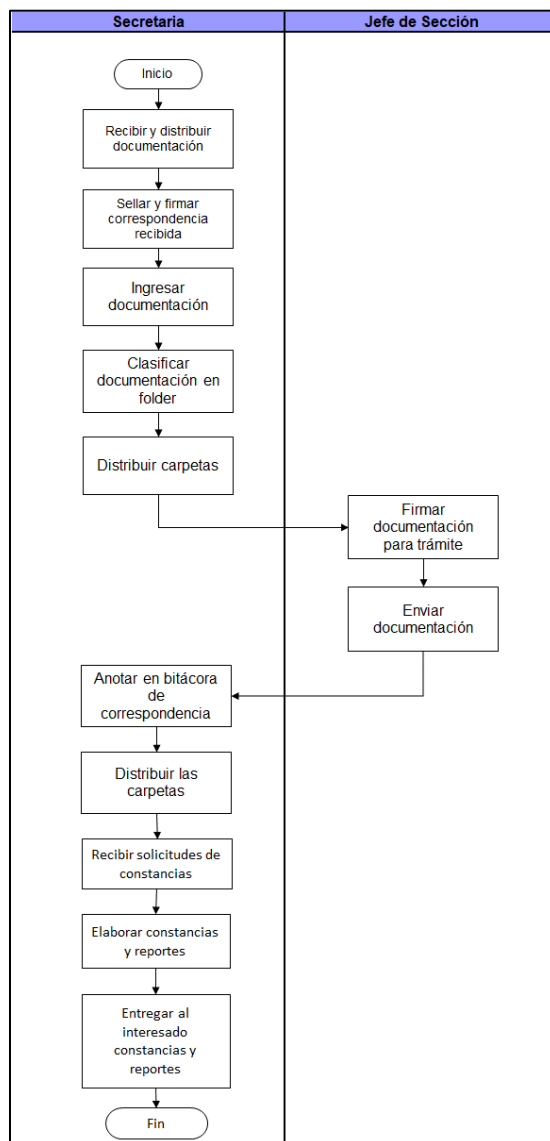 Secretaria
Jefe de Sección
Inicio
Recibir y distribuir
documentación
Sellar y firmar
correspondencia
recibida
Ingresar
documentación
Clasificar
documentación en
folder
Distribuir carpetas
Firmar
documentación
para trámite
Enviar
documentación
Anotar en bitácora
de
correspondencia
Distribuir las
carpetas
Recibir solicitudes de
constancias
Elaborar constancias
y reportes
Entregar al
interesado
constancias y
reportes
Fin